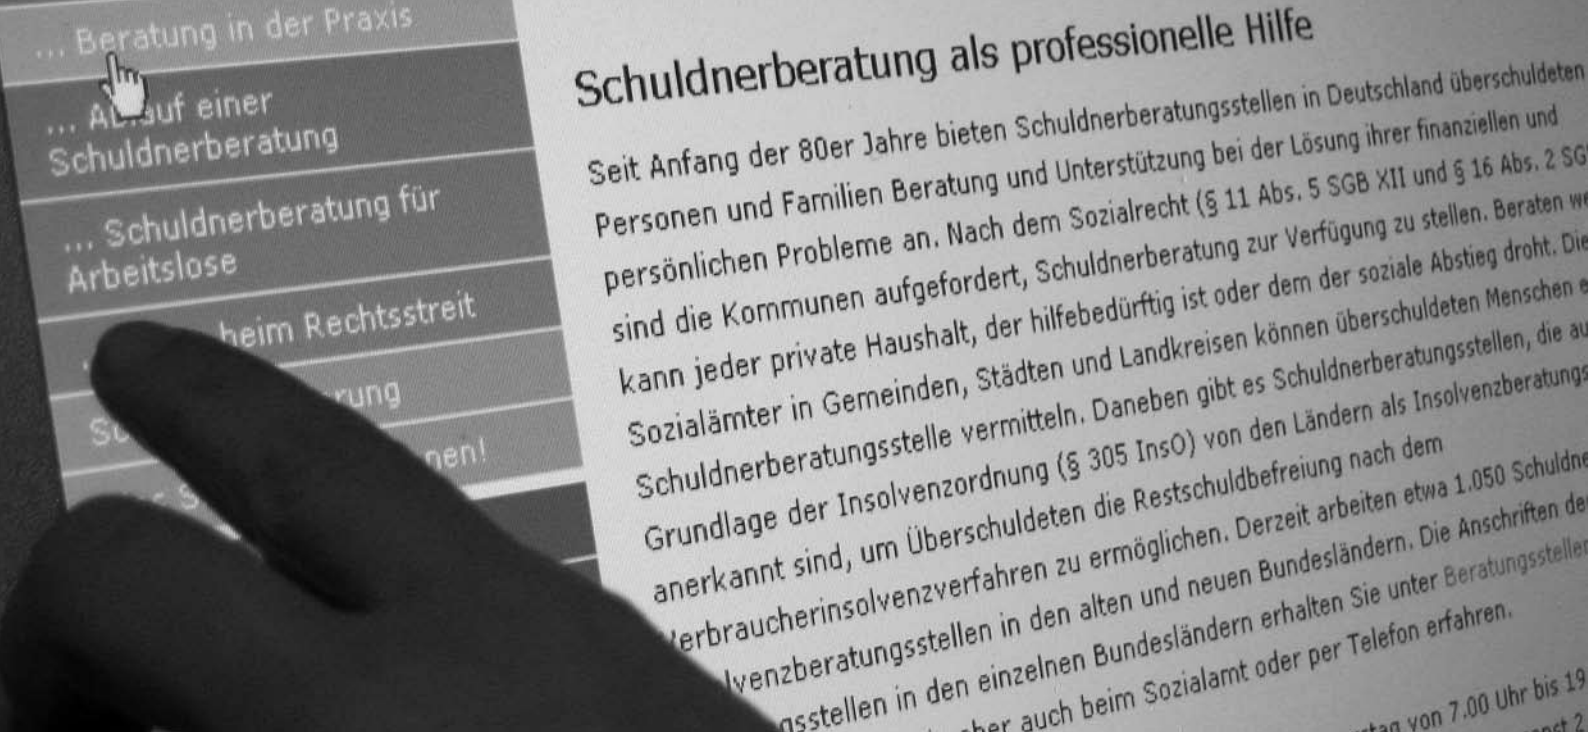 ... Beratung in der Praxis
... Ablauf einer
Schuldnerberatung
... Schuldnerberatung für
Arbeitslose
beim Rechtsstreit
rung
nen!
Schuldnerberatung als professionelle Hilfe
Seit Anfang der 80er Jahre bieten Schuldnerberatungsstellen in Deutschland überschuldeten
Personen und Familien Beratung und Unterstützung bei der Lösung ihrer finanziellen und
persönlichen Probleme an. Nach dem Sozialrecht (§ 11 Abs. 5 SGB XII und § 16 Abs. 2 SG
sind die Kommunen aufgefordert, Schuldnerberatung zur Verfügung zu stellen. Beraten we
kann jeder private Haushalt, der hilfebedürftig ist oder dem der soziale Abstieg droht. Die
Sozialämter in Gemeinden, Städten und Landkreisen können überschuldeten Menschen e
Schuldnerberatungsstelle vermitteln. Daneben gibt es Schuldnerberatungsstellen, die au
Grundlage der Insolvenzordnung (§ 305 InsO) von den Ländern als Insolvenzberatungs
anerkannt sind, um Überschuldeten die Restschuldbefreiung nach dem
Verbraucherinsolvenzverfahren zu ermöglichen. Derzeit arbeiten etwa 1.050 Schuldne
lvenzberatungsstellen in den alten und neuen Bundesländern. Die Anschriften de
gsstellen in den einzelnen Bundesländern erhalten Sie unter Beratungsstellen
ber auch beim Sozialamt oder per Telefon erfahren.
tag von 7.00 Uhr bis 19